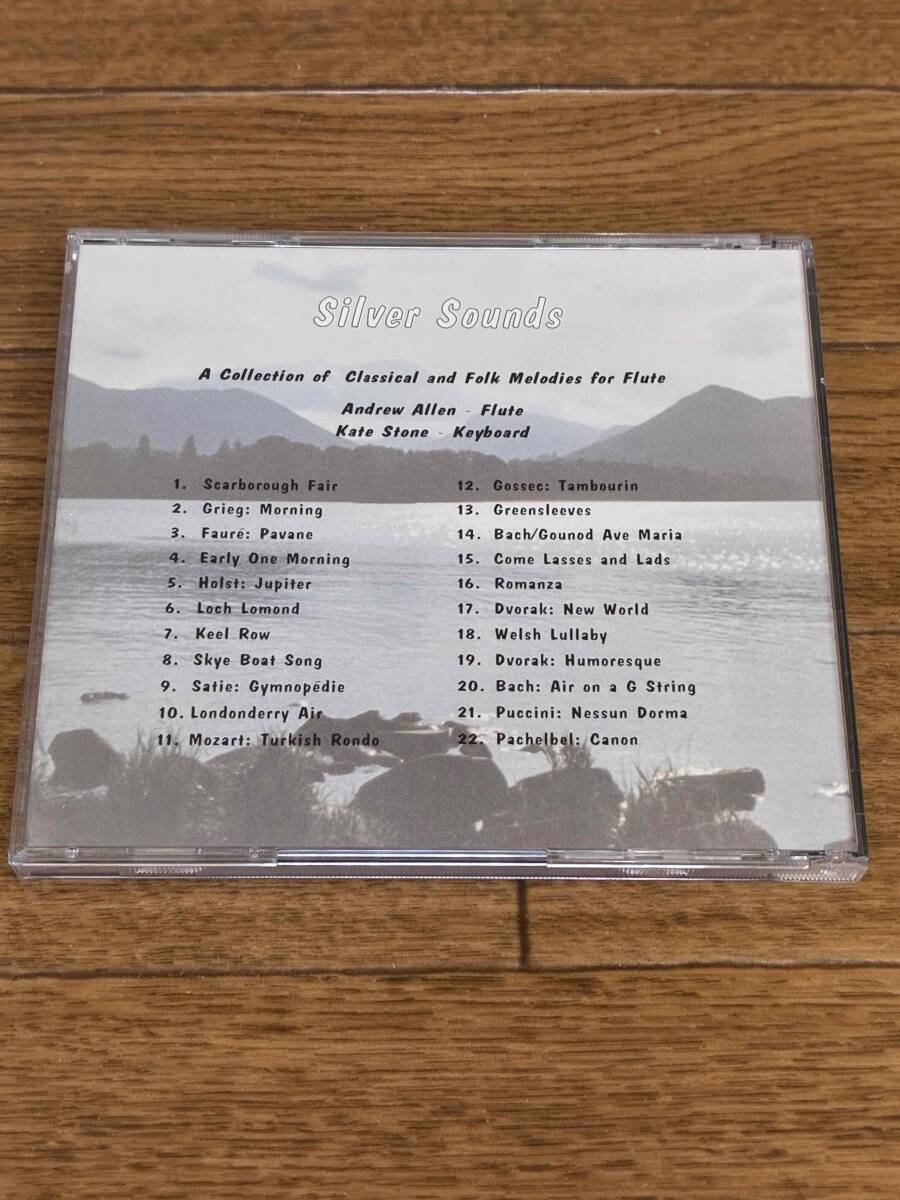 Silver Sounds
A Collection of Classical and Folk Melodies for Flute
Andrew Allen - Flute
Kate Stone - Keyboard
1. Scarborough Fair
2. Grieg: Morning
3. Fauré: Pavane
4. Early One Morning
5. Holst: Jupiter
6. Loch Lomond
7. Keel Row
8. Skye Boat Song
9. Satie: Gymnopédie
10. Londonderry Air
11. Mozart: Turkish Rondo
12. Gossec: Tambourin
13. Greensleeves
14. Bach/Gounod Ave Maria
15. Come Lasses and Lads
16. Romanza
17. Dvorak: New World
18. Welsh Lullaby
19. Dvorak: Humoresque
20. Bach: Air on a G String
21. Puccini: Nessun Dorma
22. Pachelbel: Canon